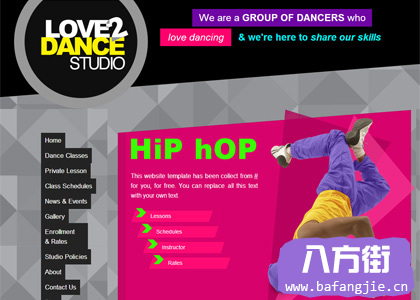 LOVE2
DANCE
STUDIO
We are a GROUP OF DANCERS who
love dancing & we're here to share our skills
Home
Dance Classes
Private Lesson
Class Schedules
News & Events
Gallery
Enrollment
& Rates
Studio Policies
About Us
Contact Us
HiP hOP
This website template has been collect from #
for you, for free. You can replace all this text
with your own text.
Lessons
Schedules
Instructor
Rates
八方街
www.bafangjie.cn